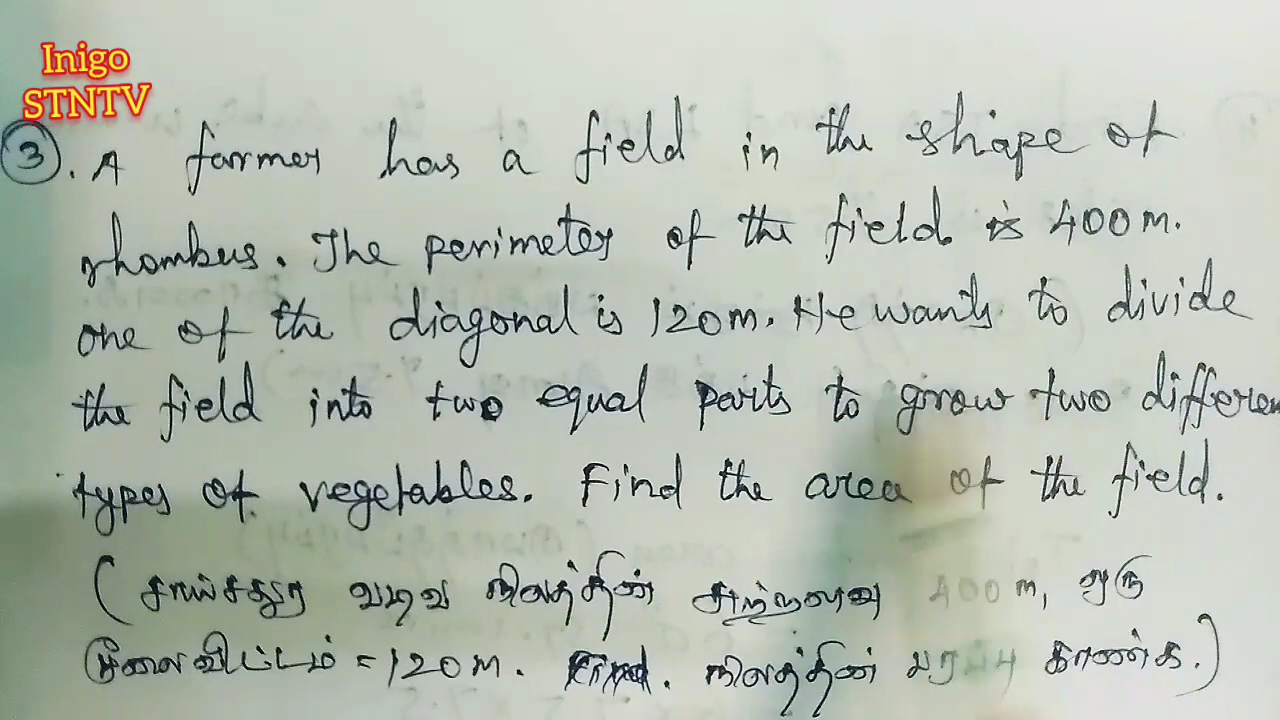 Inigo
STNTV
3. A farmer has a field in the shape of
rhombus. The perimeter of the field is 400m.
one of the diagonal is 120m. He wants to divide
the field into two equal parts to grow two differen
types of vegetables. Find the area of the field.
(சாய்சதுர வடிவ நிலத்தின் சுற்றளவு 400m, ஒரு
மூலைவிட்டம் = 120m. நிலத்தின் பரப்பு காண்க.)